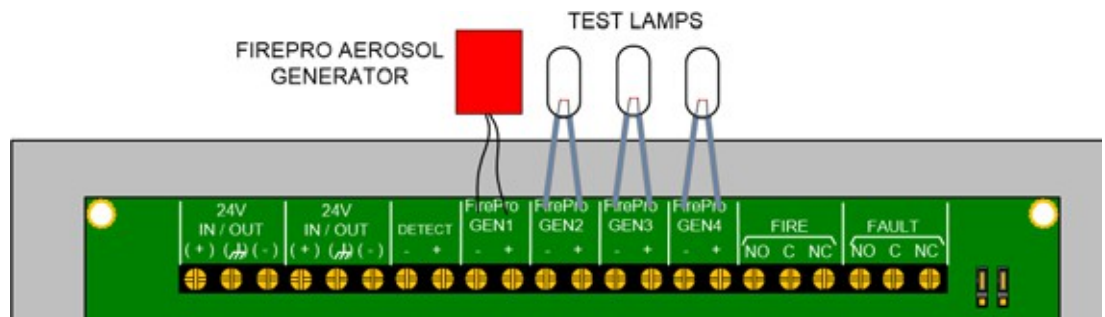 TEST LAMPS
FIREPRO AEROSOL
GENERATOR
24V
IN / OUT
(+) (-)
24V
IN / OUT
(+) (-)
DETECT
- +
FirePro
GEN1
- +
FirePro
GEN2
- +
FirePro
GEN3
- +
FirePro
GEN4
- +
FIRE
NO C NC
FAULT
NO C NC